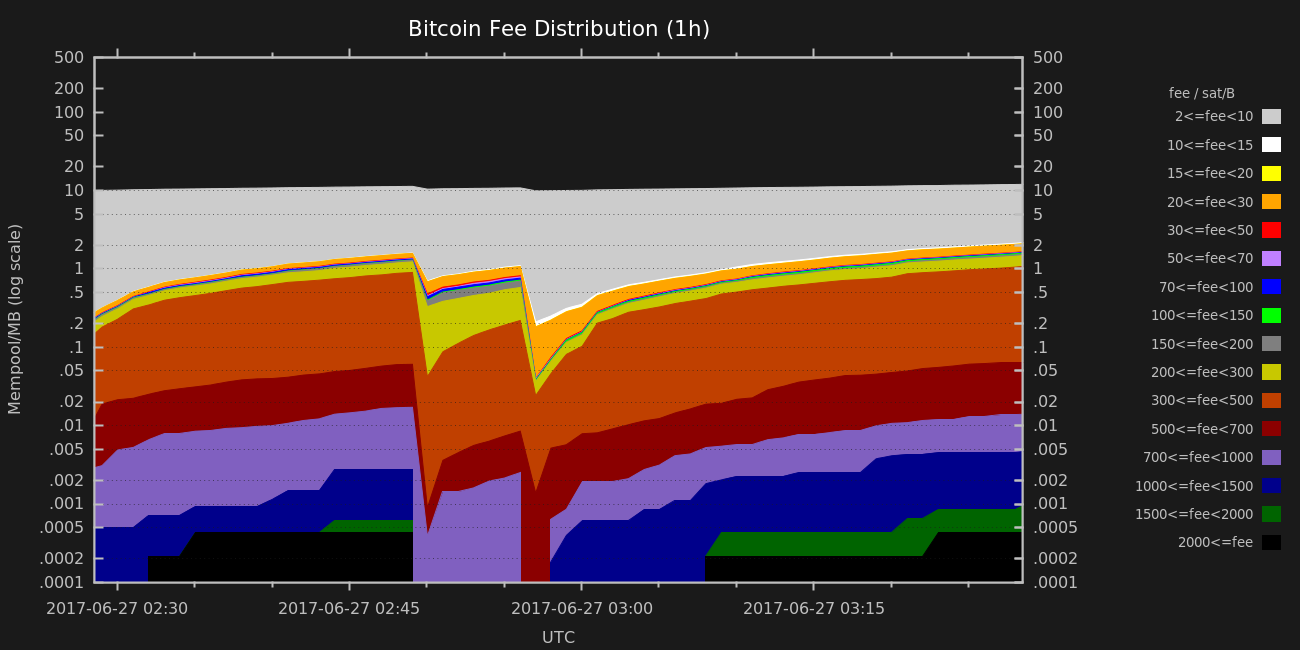 Bitcoin Fee Distribution (1h)
500
200
100
50
20
10
5
2
1
.5
.2
.1
.05
.02
.01
.005
.002
.001
.0005
.0002
.0001
Mempool/MB (log scale)
500
200
100
50
20
10
5
2
1
.5
.2
.1
.05
.02
.01
.005
.002
.001
.0005
.0002
.0001
2017-06-27 02:30
2017-06-27 02:45
2017-06-27 03:00
2017-06-27 03:15
UTC
fee / sat/B
2<=fee<10
10<=fee<15
15<=fee<20
20<=fee<30
30<=fee<50
50<=fee<70
70<=fee<100
100<=fee<150
150<=fee<200
200<=fee<300
300<=fee<500
500<=fee<700
700<=fee<1000
1000<=fee<1500
1500<=fee<2000
2000<=fee